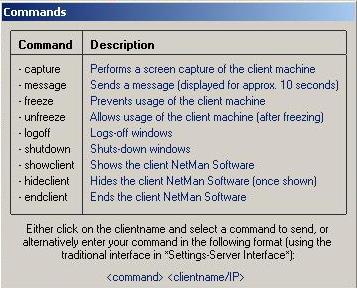 Commands
Command Description
- capture Performs a screen capture of the client machine
- message Sends a message (displayed for approx. 10 seconds)
- freeze Prevents usage of the client machine
- unfreeze Allows usage of the client machine (after freezing)
- logoff Logs-off windows
- shutdown Shuts-down windows
- showclient Shows the client NetMan Software
- hideclient Hides the client NetMan Software (once shown)
- endclient Ends the client NetMan Software
Either click on the clientname and select a command to send, or
alternatively enter your command in the following format (using the
traditional interface in *Settings-Server Interface*):
<command> <clientname/IP>